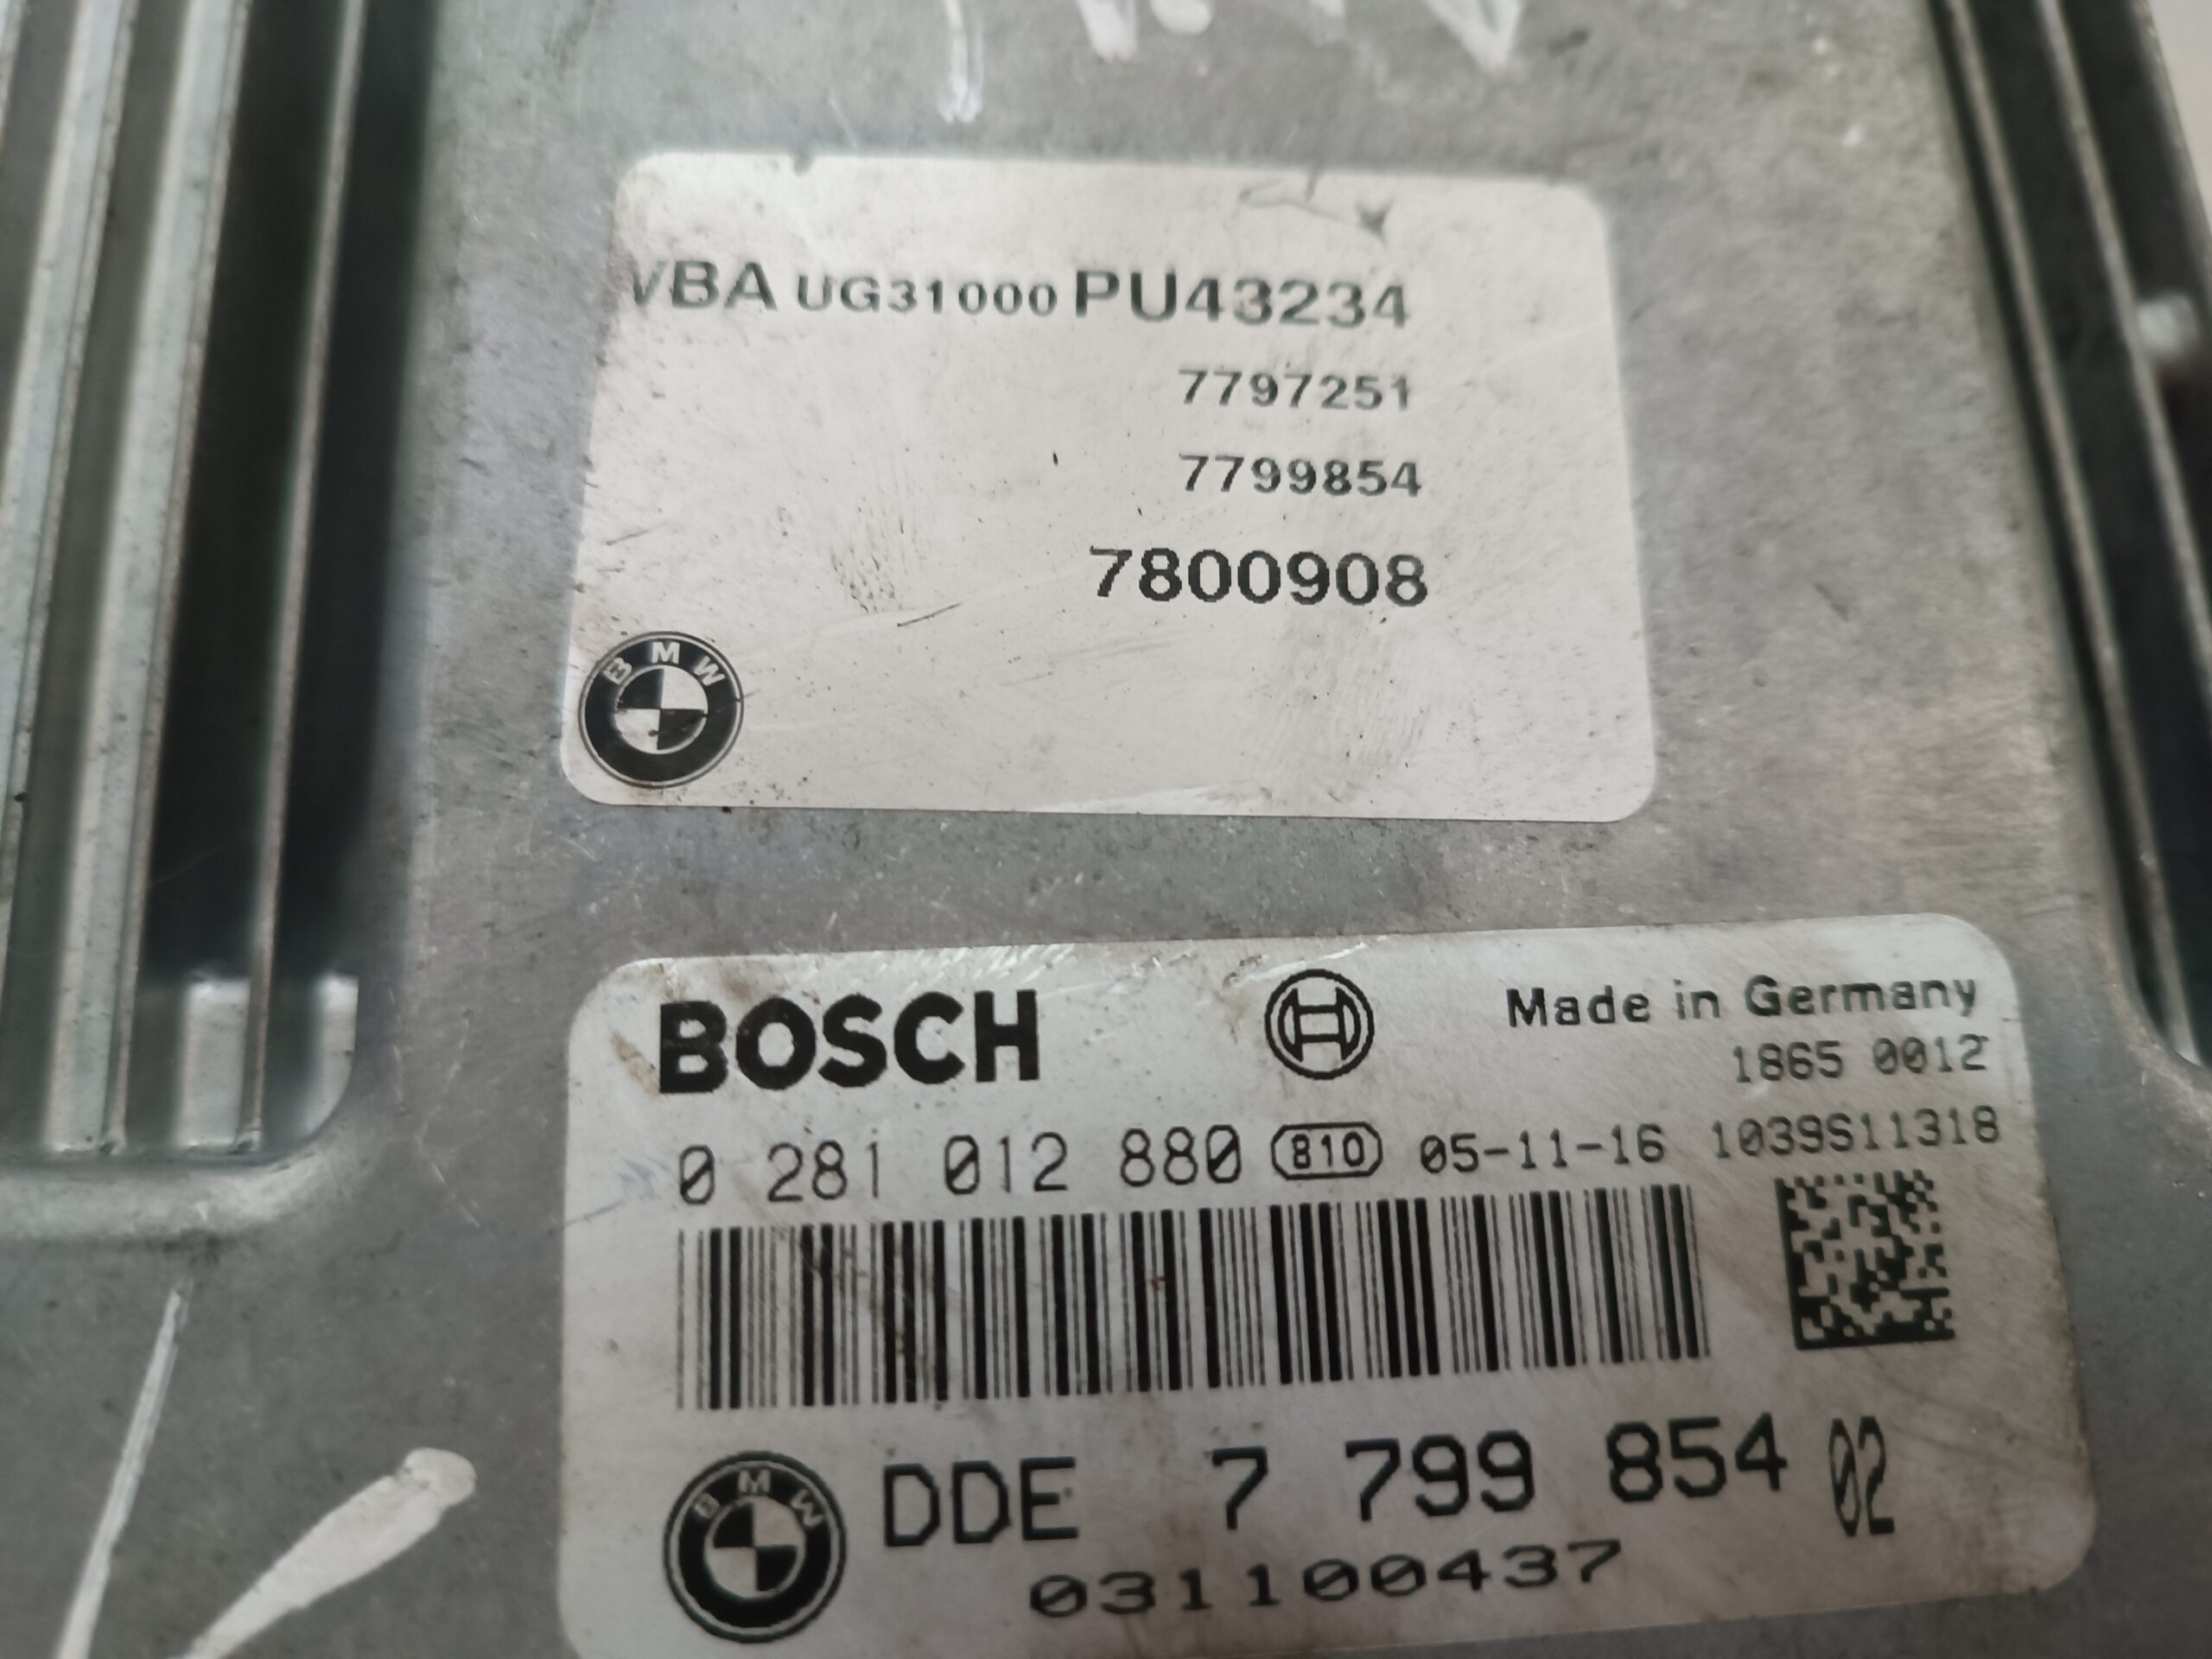 VBA UG31000 PU43234
7797251
7799854
7800908
BMW
BOSCH
Made in Germany
1865 0012
0 281 012 880 810 05-11-16 1039S11318
BMW
DDE 7 799 854 02
031100437